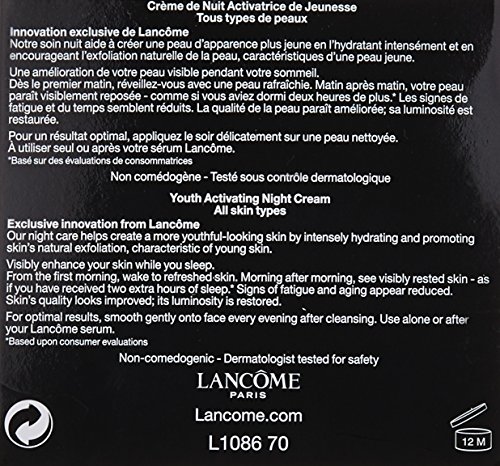 Crème de Nuit Activatrice de Jeunesse
Tous types de peaux
Innovation exclusive de Lancôme
Notre soin nuit aide à créer une peau d'apparence plus jeune en l'hydratant intensément et en
encourageant l'exfoliation naturelle de la peau, caractéristiques d'une peau jeune.
Une amélioration de votre peau visible pendant votre sommeil.
Dès le premier matin, réveillez-vous avec une peau rafraîchie. Matin après matin, votre peau
paraît visiblement reposée - comme si vous aviez dormi deux heures de plus.* Les signes de
fatigue et du temps semblent réduits. La qualité de la peau paraît améliorée; sa luminosité est
restaurée.
Pour un résultat optimal, appliquez le soir délicatement sur une peau nettoyée.
À utiliser seul ou après votre sérum Lancôme.
*Basé sur des évaluations de consommatrices
Non comédogène - Testé sous contrôle dermatologique
Youth Activating Night Cream
All skin types
Exclusive innovation from Lancôme
Our night care helps create a more youthful-looking skin by intensely hydrating and promoting
skin's natural exfoliation, characteristic of young skin.
Visibly enhance your skin while you sleep.
From the first morning, wake to refreshed skin. Morning after morning, see visibly rested skin - as
if you have received two extra hours of sleep.* Signs of fatigue and aging appear reduced.
Skin's quality looks improved; its luminosity is restored.
For optimal results, smooth gently onto face every evening after cleansing. Use alone or after
your Lancôme serum.
*Based upon consumer evaluations
Non-comedogenic - Dermatologist tested for safety
LANCÔME
PARIS
Lancome.com
L1086 70
12 M